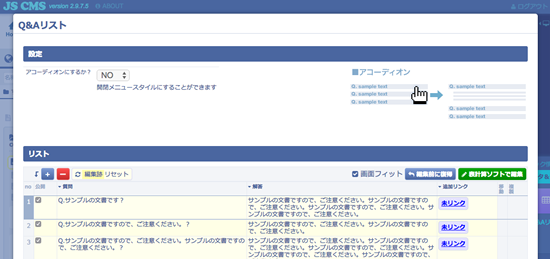 JS CMS version 2.8.7.5 ABOUT
ログアウト
Q&Aリスト
設定
アコーディオンにするか？ NO
開閉メニュースタイルにすることができます
■アコーディオン
Q. sample text
Q. sample text
Q. sample text
Q. sample text
Q. sample text
Q. sample text
リスト
編集跡 リセット
画面フィット 編集前に復帰 表計算ソフトで編集
no 公開 質問 解答 追加リンク
1 Q.サンプルの文書です？ サンプルの文書ですので、ご注意ください。サンプルの文書ですので、ご注意ください。サンプルの文書ですので、ご注意ください。サンプルの文書ですので、ご注意ください。 未リンク
2 Q.サンプルの文書ですので、ご注意ください。？ サンプルの文書ですので、ご注意ください。サンプルの文書ですので、ご注意ください。 未リンク
3 Q.サンプルの文書ですので、ご注意ください。サンプルの文書ですので、ご注意ください。？ サンプルの文書ですので、ご注意ください。サンプルの文書ですので、ご注意ください。サンプルの文書ですので、ご注意ください。サンプルの文書ですので、 未リンク